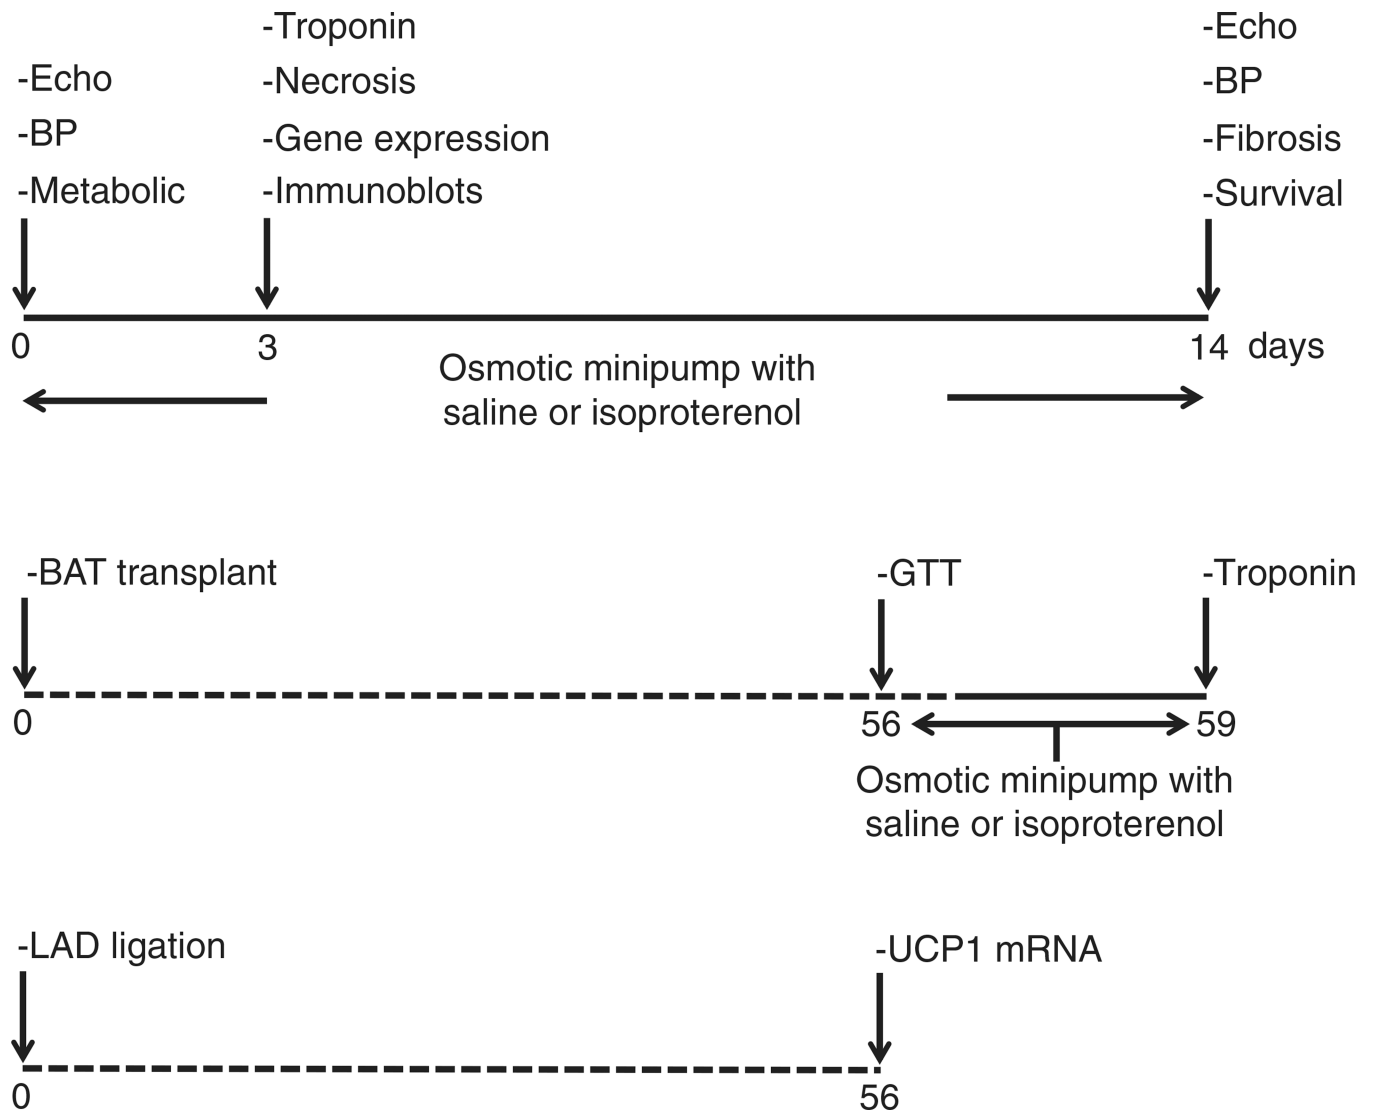 -Echo
-BP
-Metabolic
-Troponin
-Necrosis
-Gene expression
-Immunoblots
-Echo
-BP
-Fibrosis
-Survival
0
3
14 days
Osmotic minipump with
saline or isoproterenol
-BAT transplant
-GTT
-Troponin
0
56
59
Osmotic minipump with
saline or isoproterenol
-LAD ligation
-UCP1 mRNA
0
56